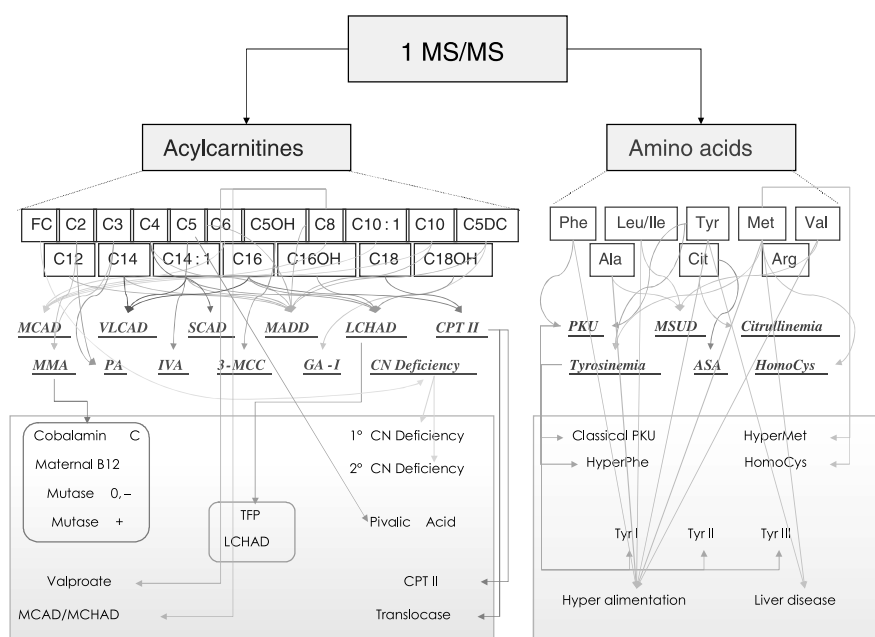 1 MS/MS
Acylcarnitines
Amino acids
FC C2 C3 C4 C5 C6 C5OH C8 C10 : 1 C10 C5DC
C12 C14 C14 : 1 C16 C16OH C18 C18OH
Phe Leu/Ile Tyr Met Val
Ala Cit Arg
MCAD VLCAD SCAD MADD LCHAD CPT II
MMA PA IVA 3-MCC GA -I CN Deficiency
PKU MSUD Citrullinemia
Tyrosinemia ASA HomoCys
Cobalamin C
Maternal B12
Mutase 0, –
Mutase +
1° CN Deficiency
2° CN Deficiency
TFP
LCHAD
Pivalic Acid
Valproate
CPT II
MCAD/MCHAD
Translocase
Classical PKU
HyperMet
HyperPhe
HomoCys
Tyr I
Tyr II
Tyr III
Hyper alimentation
Liver disease